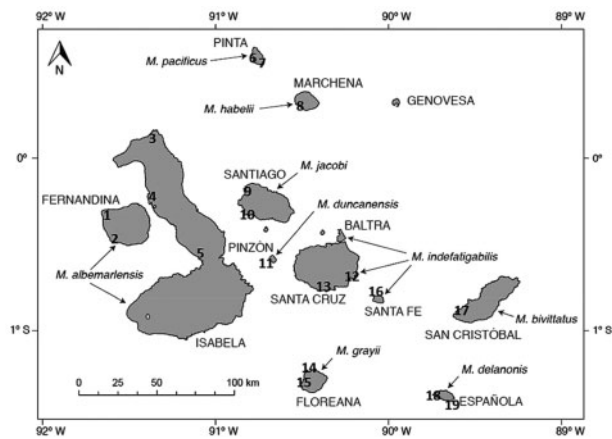 92°W 91°W 90°W 89°W
PINTA
6 7
M. pacificus
N
MARCHENA
M. habelii
8
GENOVESA
3
0° 0°
SANTIAGO
M. jacobi
9
4
FERNANDINA
1
10
M. duncanensis
BALTRA
2
5
PINZÓN
11
M. indefatigabilis
M. albemarlensis
12
13
16
SANTA CRUZ
SANTA FE
17
M. bivittatus
1°S 1°S
SAN CRISTÓBAL
ISABELA
M. grayii
14
M. delanonis
15
18
19
0 25 50 100 km
FLOREANA
ESPAÑOLA
92°W 91°W 90°W 89°W